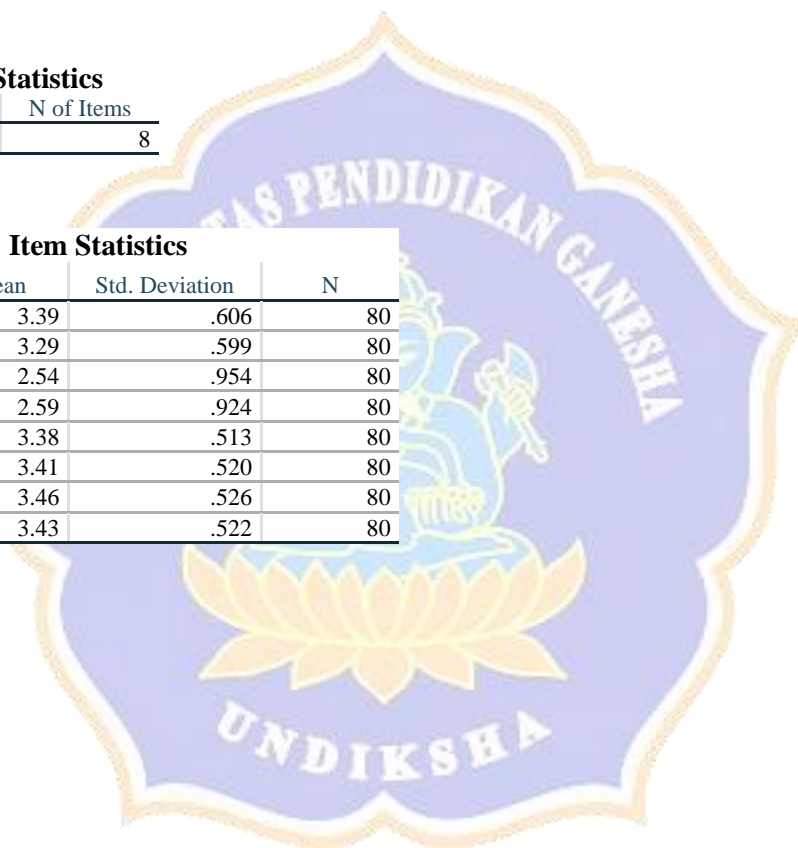 Statistics
N of Items
8
TAS PENDIDIKAN GANESHA
Item Statistics
ean Std. Deviation N
3.39 .606 80
3.29 .599 80
2.54 .954 80
2.59 .924 80
3.38 .513 80
3.41 .520 80
3.46 .526 80
3.43 .522 80
UNDIKSHA